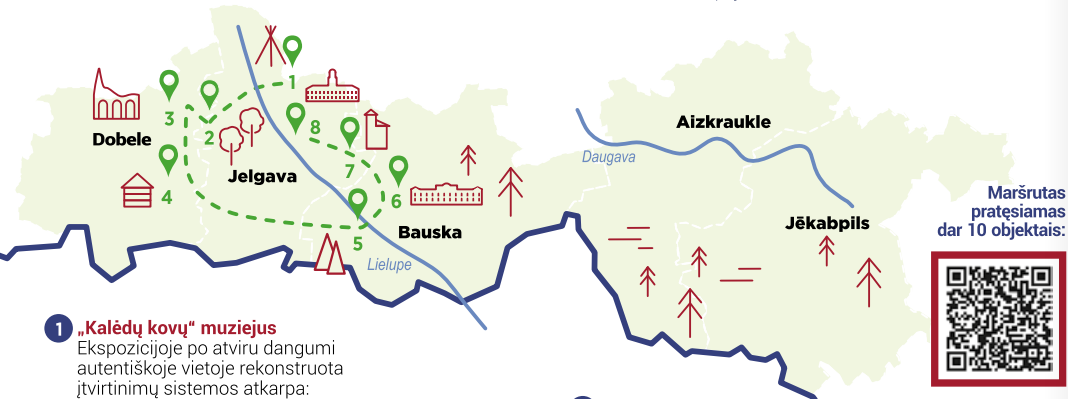 1
8
3
2
7
4
6
5
Dobele
Jelgava
Bauska
Lielupe
Daugava
Aizkraukle
Jēkabpils
Maršrutas
pratęsiamas
dar 10 objektais:
1 „Kalėdų kovų“ muziejus
Ekspozicijoje po atviru dangumi
autentiškoje vietoje rekonstruota
įtvirtinimų sistemos atkarpa: